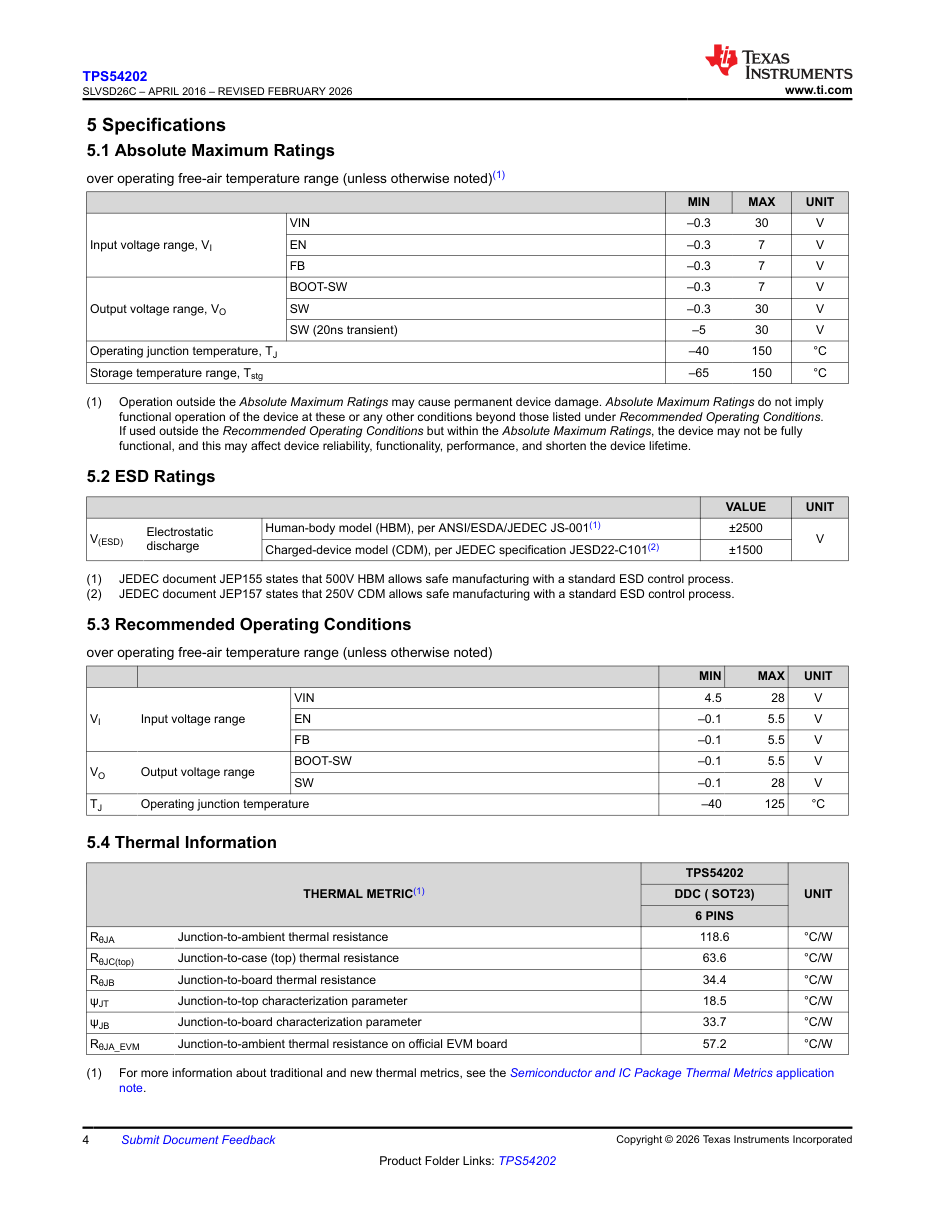 TEXAS
INSTRUMENTS
TPS54202
SLVSD26C – APRIL 2016 – REVISED FEBRUARY 2026
www.ti.com
5 Specifications
5.1 Absolute Maximum Ratings
over operating free-air temperature range (unless otherwise noted)(1)
MIN MAX UNIT
Input voltage range, VI VIN –0.3 30 V
EN –0.3 7 V
FB –0.3 7 V
Output voltage range, VO BOOT-SW –0.3 7 V
SW –0.3 30 V
SW (20ns transient) –5 30 V
Operating junction temperature, TJ –40 150 °C
Storage temperature range, Tstg –65 150 °C
(1) Operation outside the Absolute Maximum Ratings may cause permanent device damage. Absolute Maximum Ratings do not imply
functional operation of the device at these or any other conditions beyond those listed under Recommended Operating Conditions.
If used outside the Recommended Operating Conditions but within the Absolute Maximum Ratings, the device may not be fully
functional, and this may affect device reliability, functionality, performance, and shorten the device lifetime.
5.2 ESD Ratings
VALUE UNIT
V(ESD) Electrostatic discharge Human-body model (HBM), per ANSI/ESDA/JEDEC JS-001(1) ±2500 V
Charged-device model (CDM), per JEDEC specification JESD22-C101(2) ±1500
(1) JEDEC document JEP155 states that 500V HBM allows safe manufacturing with a standard ESD control process.
(2) JEDEC document JEP157 states that 250V CDM allows safe manufacturing with a standard ESD control process.
5.3 Recommended Operating Conditions
over operating free-air temperature range (unless otherwise noted)
MIN MAX UNIT
VI Input voltage range VIN 4.5 28 V
EN –0.1 5.5 V
FB –0.1 5.5 V
VO Output voltage range BOOT-SW –0.1 5.5 V
SW –0.1 28 V
TJ Operating junction temperature –40 125 °C
5.4 Thermal Information
THERMAL METRIC(1) TPS54202 UNIT
DDC ( SOT23)
6 PINS
RθJA Junction-to-ambient thermal resistance 118.6 °C/W
RθJC(top) Junction-to-case (top) thermal resistance 63.6 °C/W
RθJB Junction-to-board thermal resistance 34.4 °C/W
ψJT Junction-to-top characterization parameter 18.5 °C/W
ψJB Junction-to-board characterization parameter 33.7 °C/W
RθJA_EVM Junction-to-ambient thermal resistance on official EVM board 57.2 °C/W
(1) For more information about traditional and new thermal metrics, see the Semiconductor and IC Package Thermal Metrics application
note.
4 Submit Document Feedback Copyright © 2026 Texas Instruments Incorporated
Product Folder Links: TPS54202